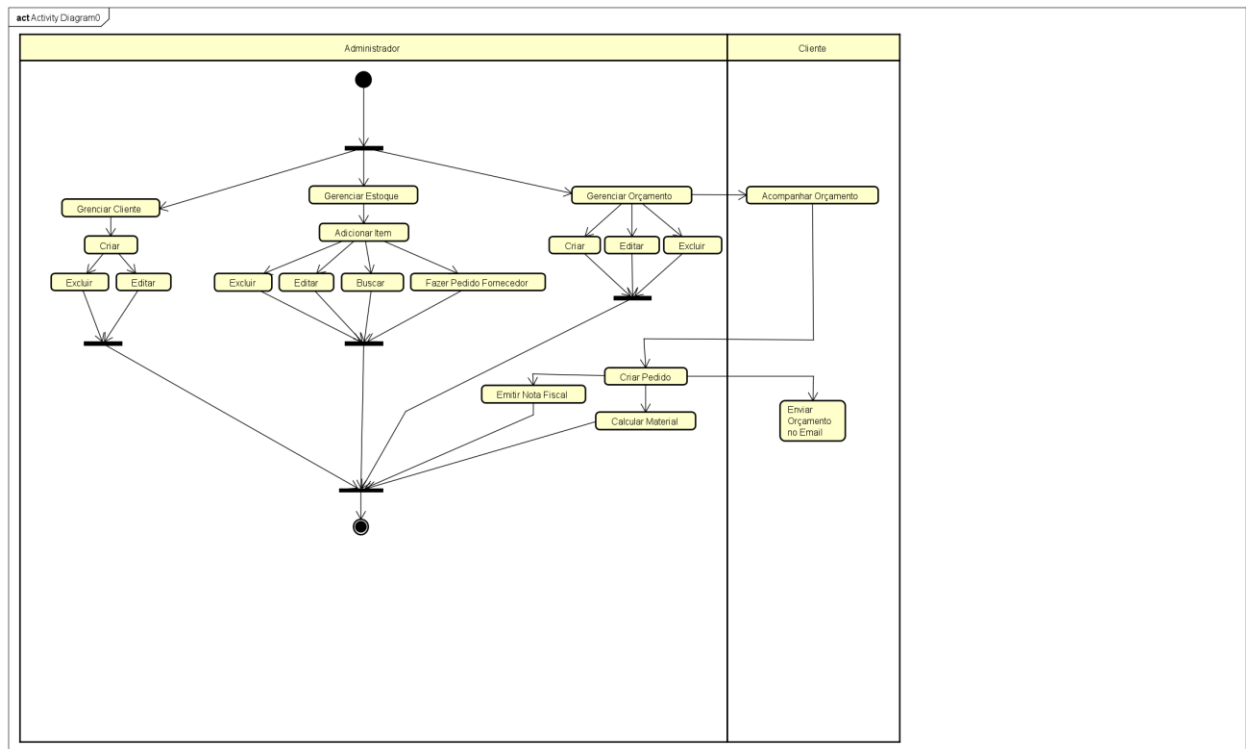 act Activity Diagram0
Administrador
Cliente
Gerenciar Estoque
Gerenciar Orçamento
Acompanhar Orçamento
Grenciar Cliente
Adicionar Item
Criar
Criar
Editar
Excluir
Excluir
Editar
Excluir
Editar
Buscar
Fazer Pedido Fornecedor
Criar Pedido
Emitir Nota Fiscal
Calcular Material
Enviar
Orçamento
no Email